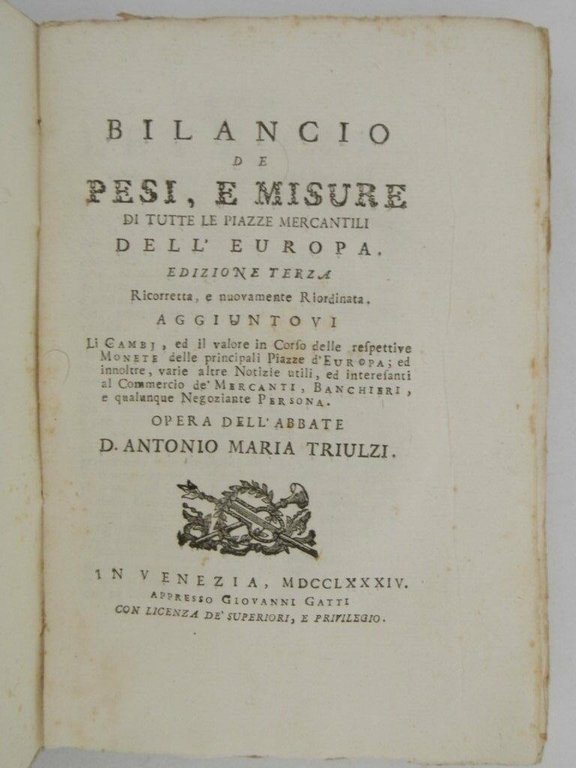 BILANCIO
DE
PESI, E MISURE
DI TUTTE LE PIAZZE MERCANTILI
DELL' EUROPA.
EDIZIONE TERZA
Ricorretta, e nuovamente Riordinata.
AGGIUNTOVI
Li CAMBJ, ed il valore in Corso delle respettive
MONETE delle principali Piazze d'EUROPA; ed
innoltre, varie altre Notizie utili, ed interesanti
al Commercio de' MERCANTI, BANCHIERI,
e qualunque Negoziante PERSONA.
OPERA DELL' ABBATE
D. ANTONIO MARIA TRIULZI.
IN VENEZIA, MDCCLXXXIV.
APPRESSO GIOVANNI GATTI
CON LICENZA DE' SUPERIORI, E PRIVILEGIO.